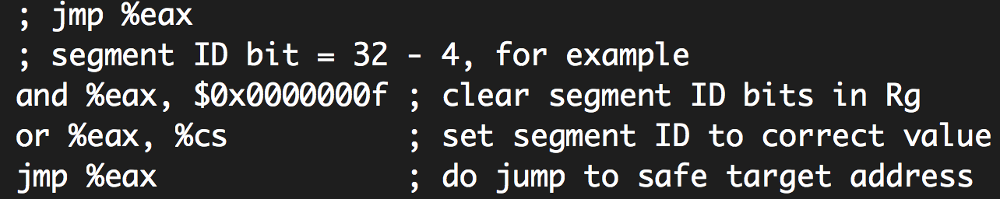 ; jmp %eax
; segment ID bit = 32 - 4, for example
and %eax, $0x0000000f ; clear segment ID bits in Rg
or %eax, %cs ; set segment ID to correct value
jmp %eax ; do jump to safe target address